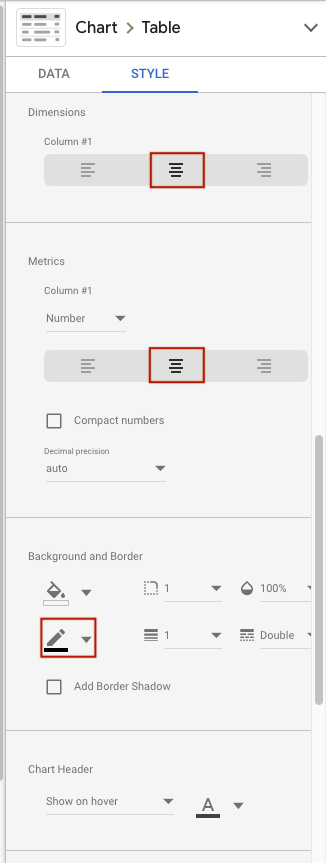 Chart > Table
DATA STYLE
Dimensions
Column #1
Metrics
Column #1
Number
Compact numbers
Decimal precision
auto
Background and Border
1 100%
1 Double
Add Border Shadow
Chart Header
Show on hover A